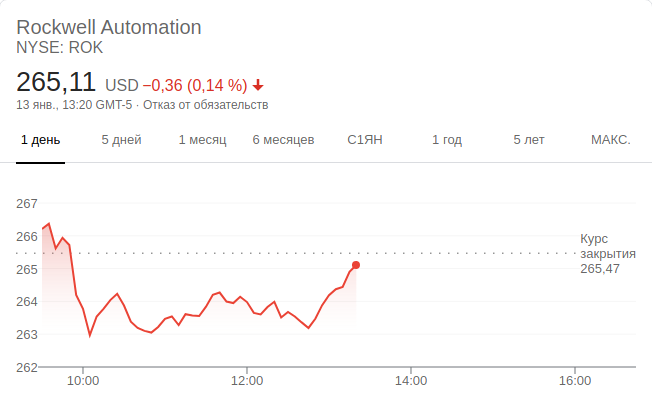 Rockwell Automation
NYSE: ROK
265,11 USD −0,36 (0,14 %)
13 янв., 13:20 GMT-5 · Отказ от обязательств
1 день 5 дней 1 месяц 6 месяцев С1ЯН 1 год 5 лет МАКС.
267
266
265
264
263
262
Курс
закрытия
265,47
10:00 12:00 14:00 16:00